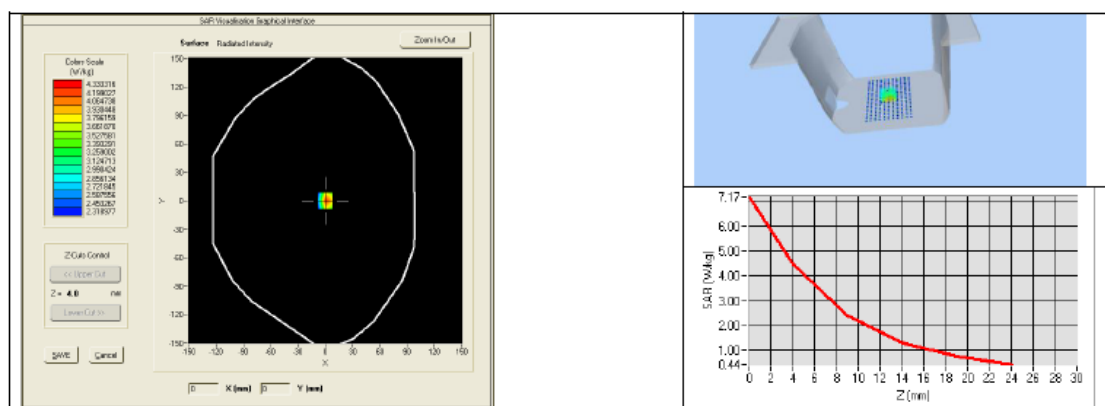 SAR Visualisation Graphical Interface
Surface Radiated Intensity
Zoom In/Out
Colors Scale
(W/kg)
4.333316
4.199027
4.064738
3.930448
3.796159
3.661870
3.527581
3.393291
3.259002
3.124713
2.990424
2.856134
2.721845
2.587556
2.453267
2.318977
150-
120-
90-
60-
30-
0-
-30-
-60-
-90-
-120-
-150-
Y
-150 -120 -90 -60 -30 0 30 60 90 120 150
X
Z Cuts Control
<< Upper Cut
Z = 4.0 mm
Lower Cut >>
SAVE Cancel
0 X (mm) 0 Y (mm)
7.17-
6.00-
5.00-
4.00-
3.00-
2.00-
1.00-
0.44-
SAR (W/kg)
0 2 4 6 8 10 12 14 16 18 20 22 24 26 28 30
Z (mm)